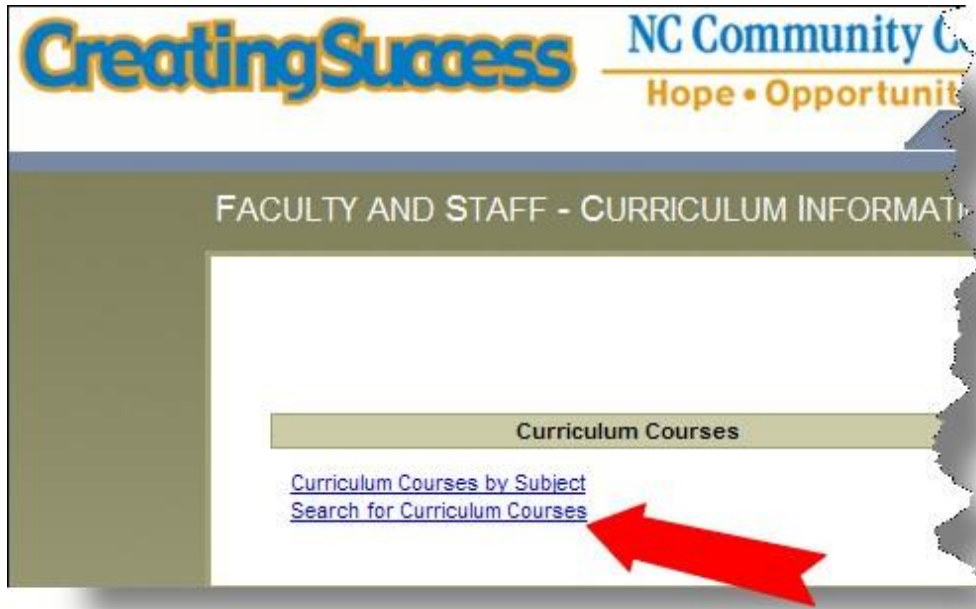 CreatingSuccess
NC Community
Hope • Opportunit
FACULTY AND STAFF - CURRICULUM INFORMAT
Curriculum Courses
Curriculum Courses by Subject
Search for Curriculum Courses